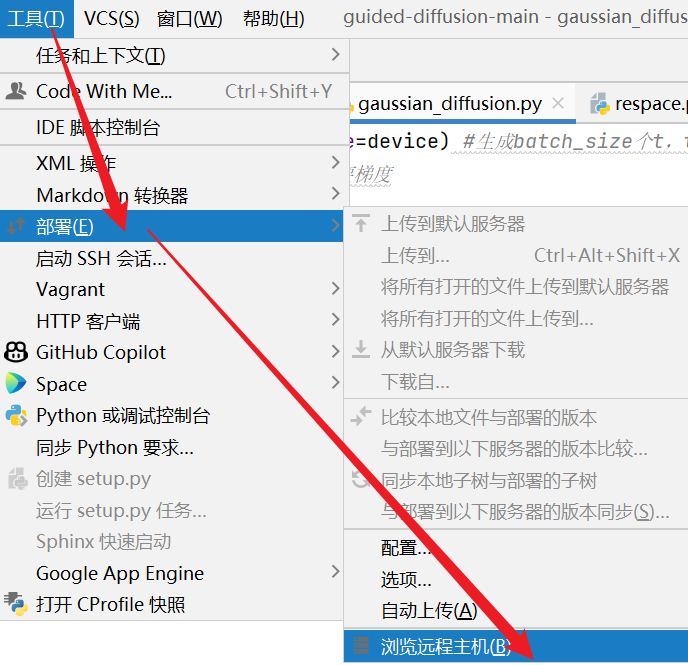 工具(T) VCS(S) 窗口(W) 帮助(H) guided-diffusion-main - gaussian_diffus
任务和上下文(T)
Code With Me... Ctrl+Shift+Y
gaussian_diffusion.py respace.p
IDE 脚本控制台
=device) #生成batch_size个t，
XML 操作
梯度
Markdown 转换器
部署(E)
启动 SSH 会话...
Vagrant
HTTP 客户端
GitHub Copilot
Space
Python 或调试控制台
同步 Python 要求...
创建 setup.py
运行 setup.py 任务...
Sphinx 快速启动
Google App Engine
打开 CProfile 快照
上传到默认服务器
上传到... Ctrl+Alt+Shift+X
将所有打开的文件上传到默认服务器
将所有打开的文件上传到...
从默认服务器下载
下载自...
比较本地文件与部署的版本
与部署到以下服务器的版本比较...
同步本地子树与部署的子树
与部署到以下服务器的版本同步(S)...
配置...
选项...
自动上传(A)
浏览远程主机(B)